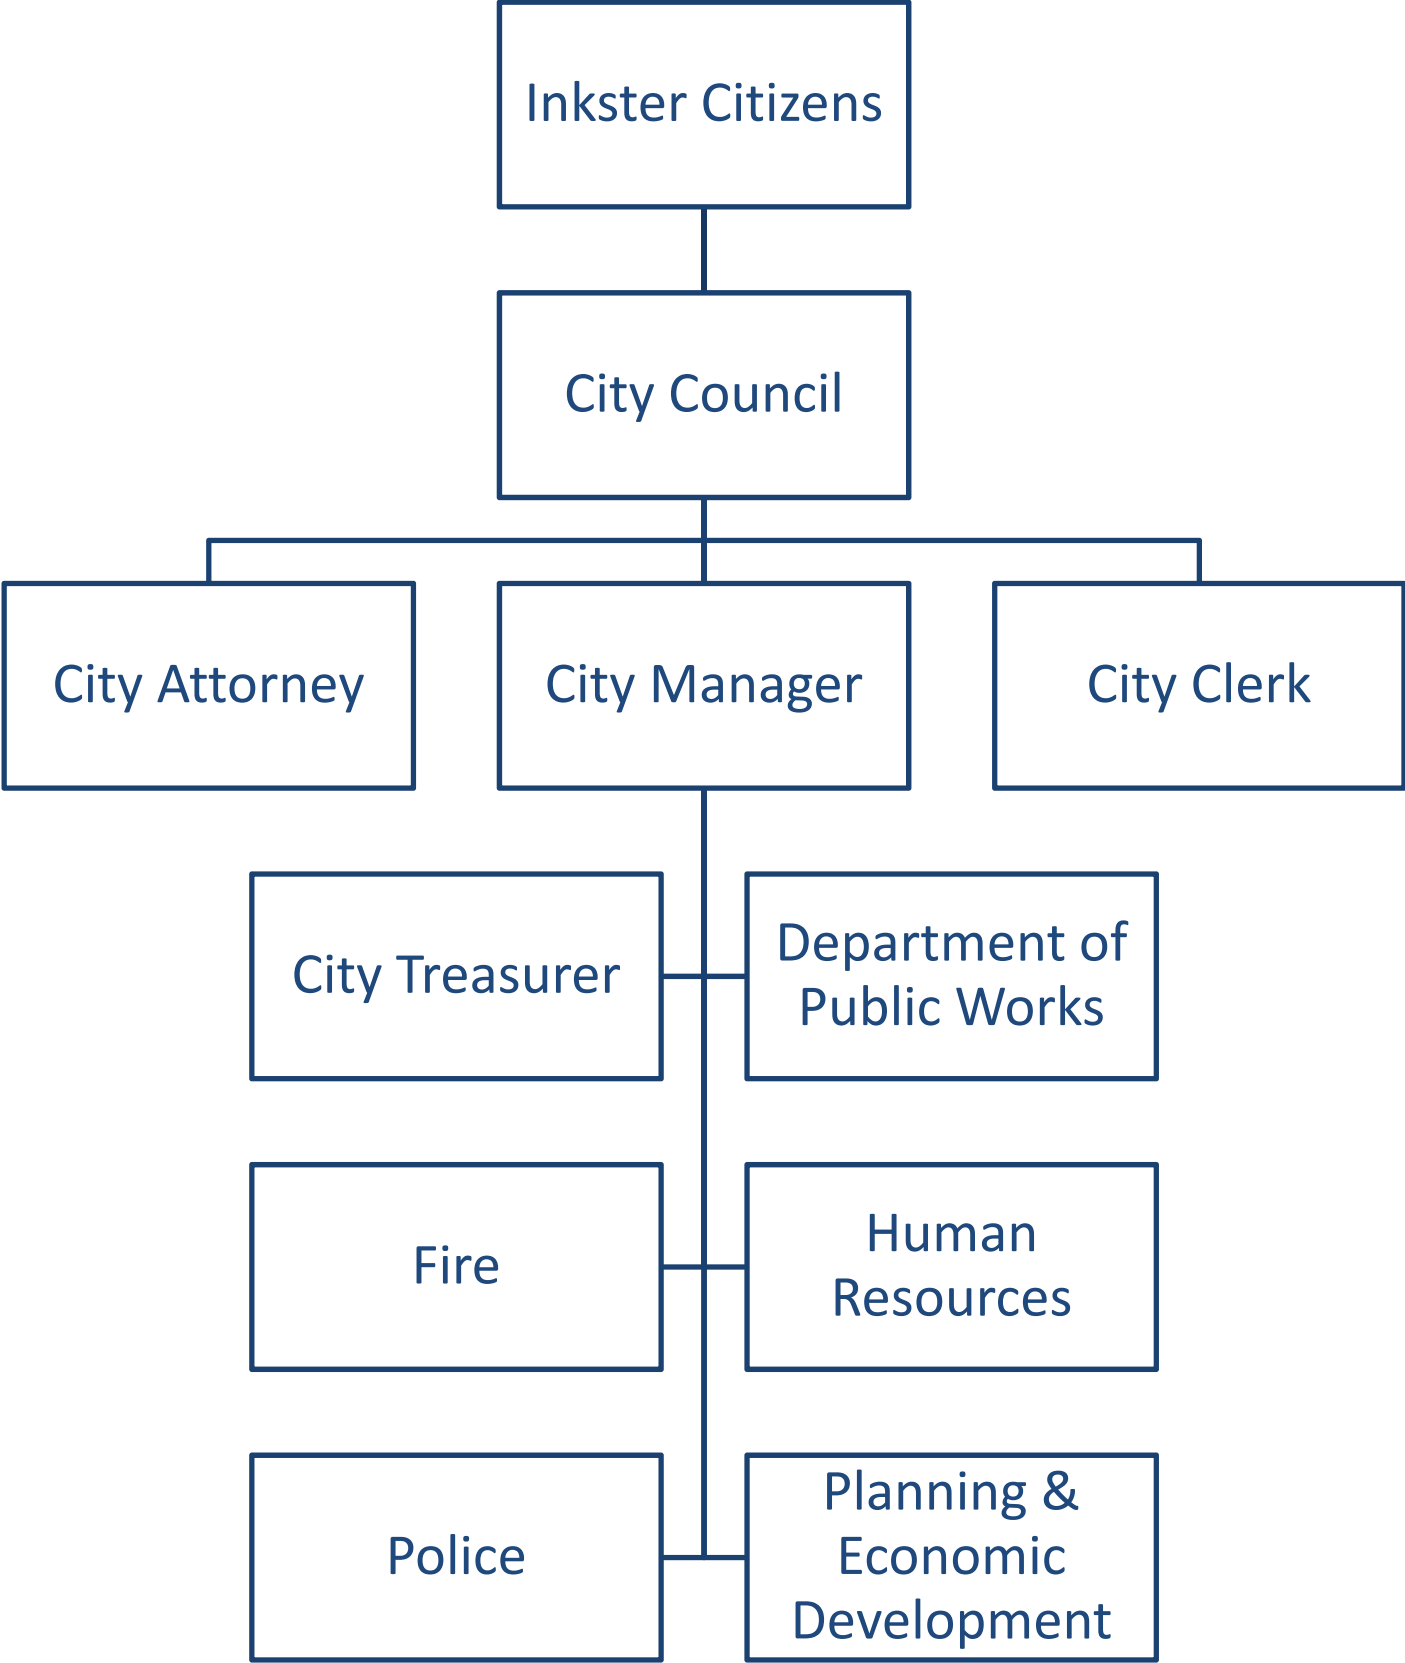 Inkster Citizens
City Council
City Attorney
City Manager
City Clerk
City Treasurer
Department of
Public Works
Fire
Human
Resources
Police
Planning &
Economic
Development